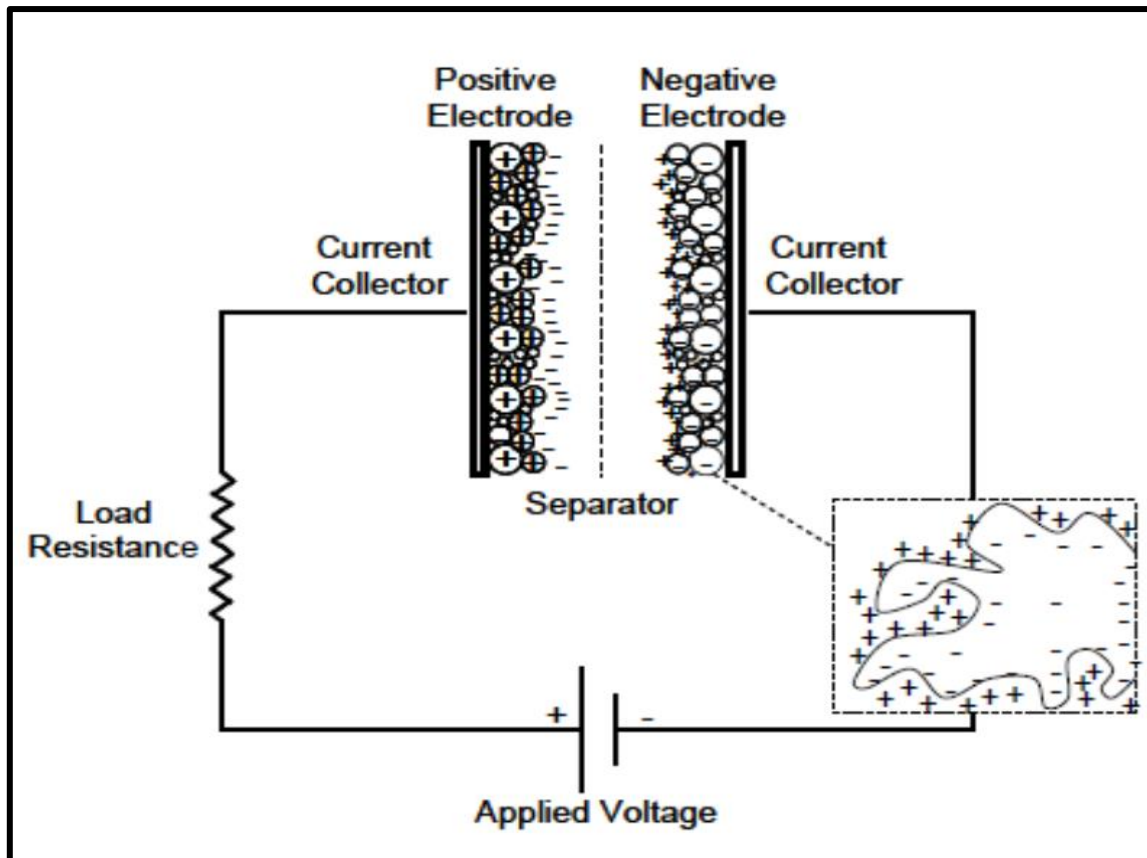 Positive
Electrode
Negative
Electrode
Current
Collector
Current
Collector
Separator
Load
Resistance
+ -
Applied Voltage